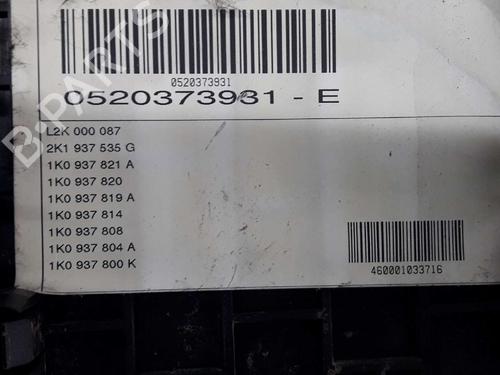 B-PARTS
0520373931
0520373931 - E
L2K 000 087
2K1 937 535 G
1K0 937 821 A
1K0 937 820
1K0 937 819 A
1K0 937 814
1K0 937 808
1K0 937 804 A
1K0 937 800 K
460001033716